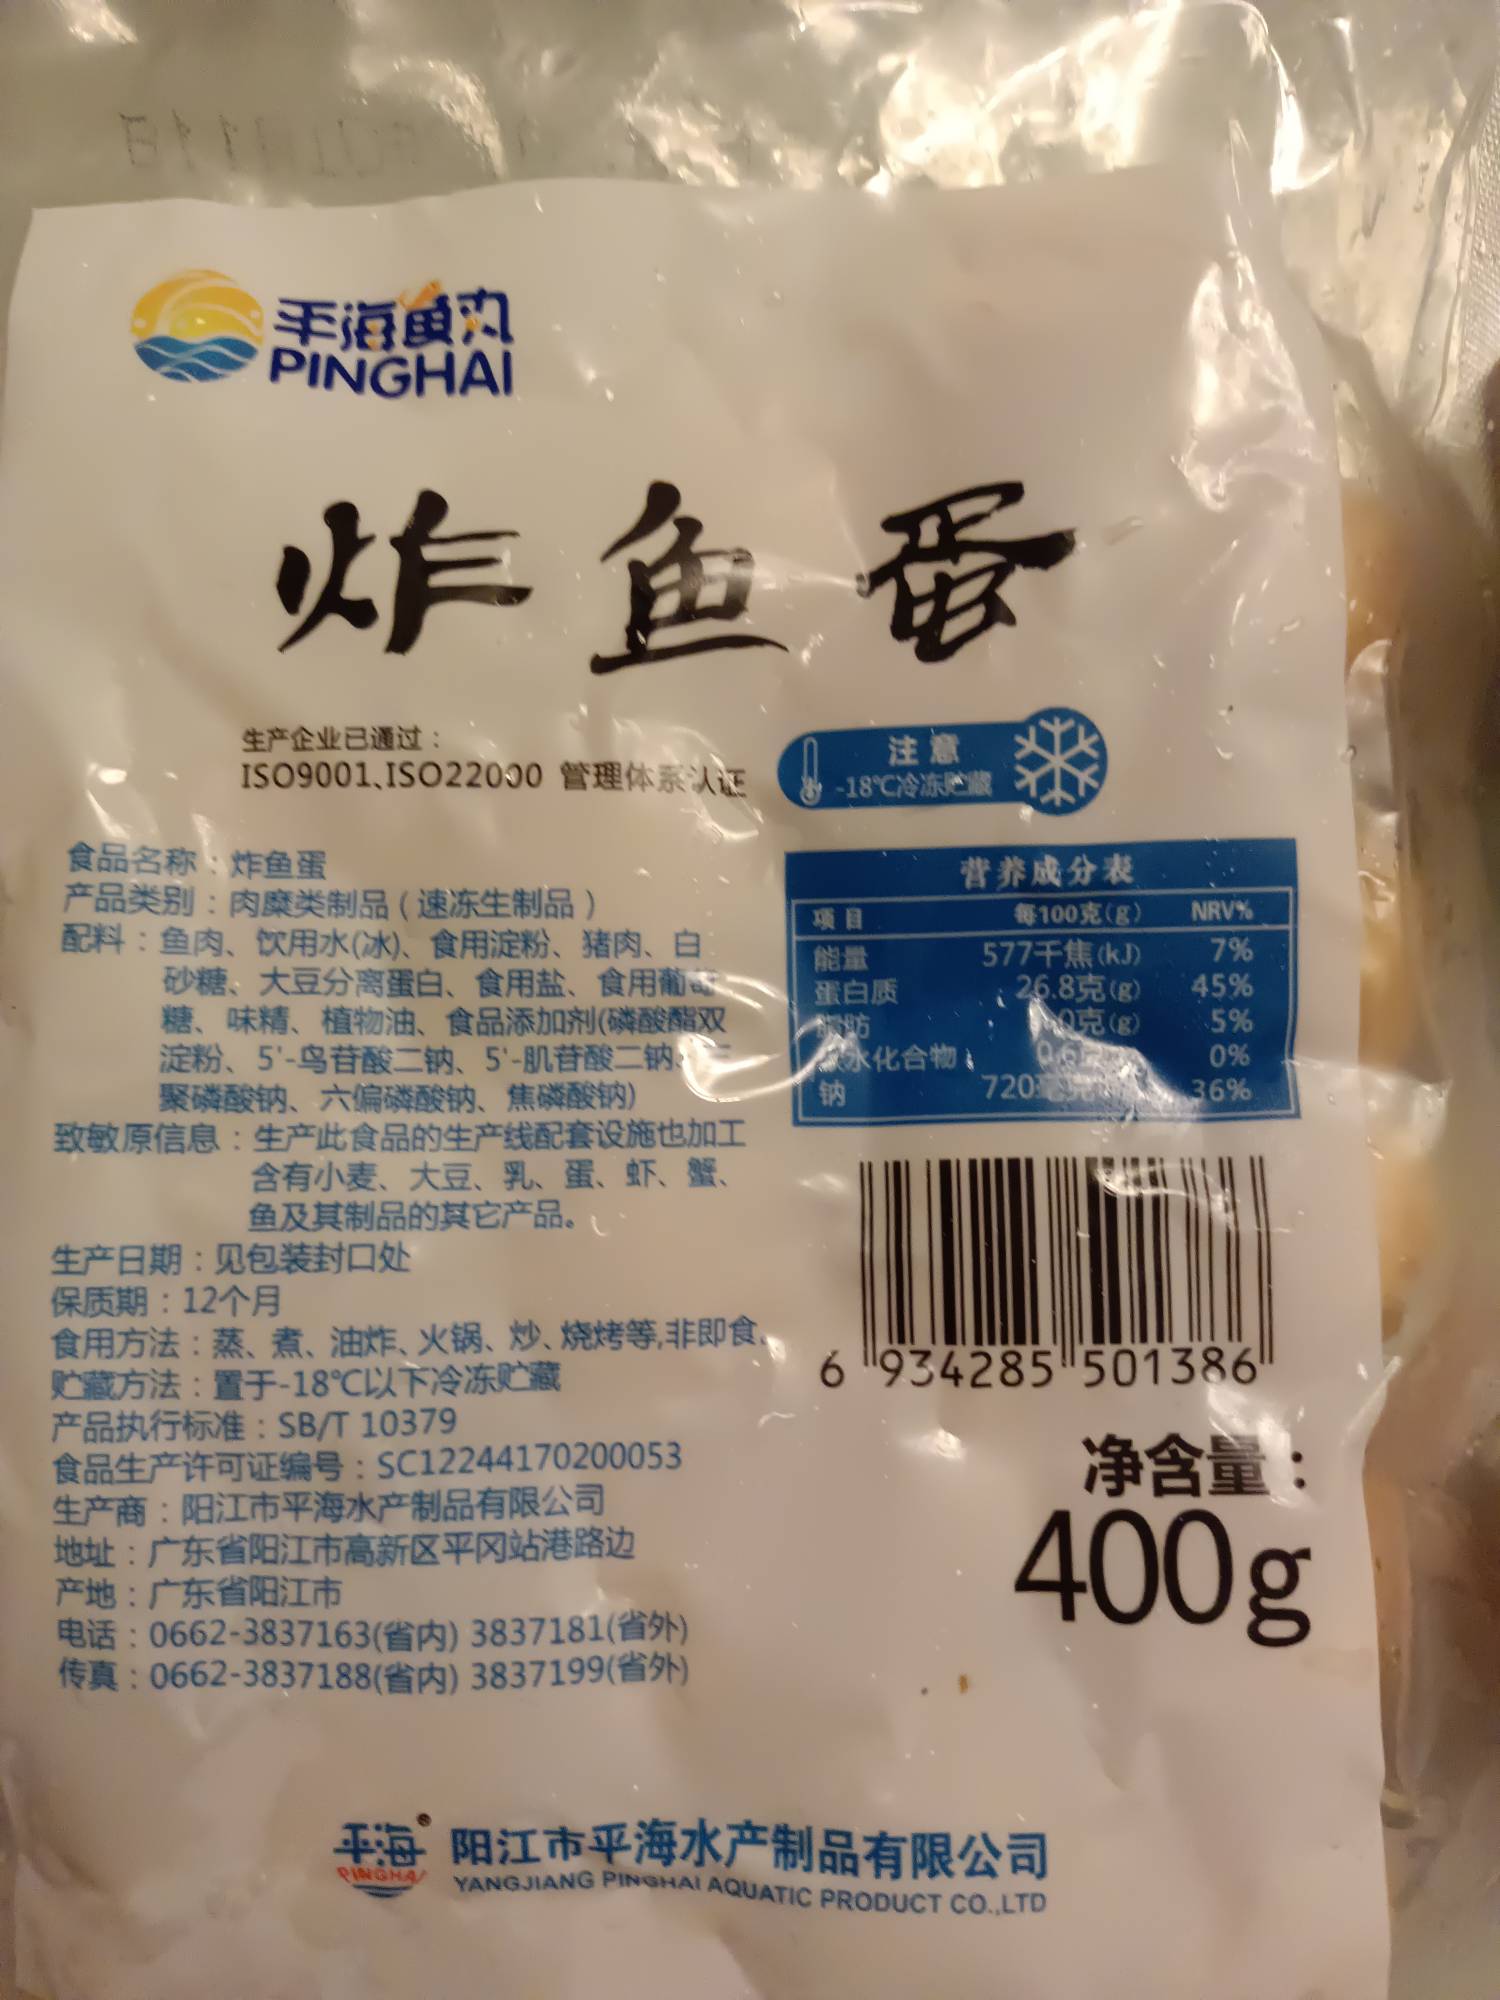 平海鱼丸
PINGHAI
炸鱼蛋
生产企业已通过：
ISO9001、ISO22000 管理体系认证
注意
-18℃冷冻贮藏
食品名称：炸鱼蛋
产品类别：肉糜类制品（速冻生制品）
配料：鱼肉、饮用水(冰)、食用淀粉、猪肉、白
砂糖、大豆分离蛋白、食用盐、食用葡萄
糖、味精、植物油、食品添加剂(磷酸酯双
淀粉、5'-鸟苷酸二钠、5'-肌苷酸二钠、三
聚磷酸钠、六偏磷酸钠、焦磷酸钠)
致敏原信息：生产此食品的生产线配套设施也加工
含有小麦、大豆、乳、蛋、虾、蟹、
鱼及其制品的其它产品。
生产日期：见包装封口处
保质期：12个月
食用方法：蒸、煮、油炸、火锅、炒、烧烤等,非即食.
贮藏方法：置于-18℃以下冷冻贮藏
产品执行标准：SB/T 10379
食品生产许可证编号：SC12244170200053
生产商：阳江市平海水产制品有限公司
地址：广东省阳江市高新区平冈站港路边
产地：广东省阳江市
电话：0662-3837163(省内) 3837181(省外)
传真：0662-3837188(省内) 3837199(省外)
营养成分表
项目 每100克(g) NRV%
能量 577千焦(kJ) 7%
蛋白质 26.8克(g) 45%
脂肪 克(g) 5%
碳水化合物 0%
钠 720 36%
6 934285 501386
净含量：
400g
平海®
PINGHAI
阳江市平海水产制品有限公司
YANGJIANG PINGHAI AQUATIC PRODUCT CO.,LTD